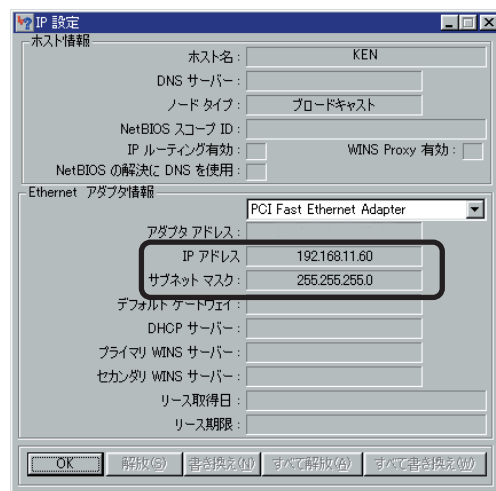 IP 設定
ホスト情報
ホスト名 : KEN
DNS サーバー :
ノード タイプ : ブロードキャスト
NetBIOS スコープ ID :
IP ルーティング有効 : WINS Proxy 有効 :
NetBIOS の解決に DNS を使用 :
Ethernet アダプタ情報
PCI Fast Ethernet Adapter
アダプタ アドレス :
IP アドレス 192.168.11.60
サブネット マスク : 255.255.255.0
デフォルト ゲートウェイ :
DHCP サーバー :
プライマリ WINS サーバー :
セカンダリ WINS サーバー :
リース取得日 :
リース期限 :
OK 解放(S) 書き換え(N) すべて解放(A) すべて書き換え(W)